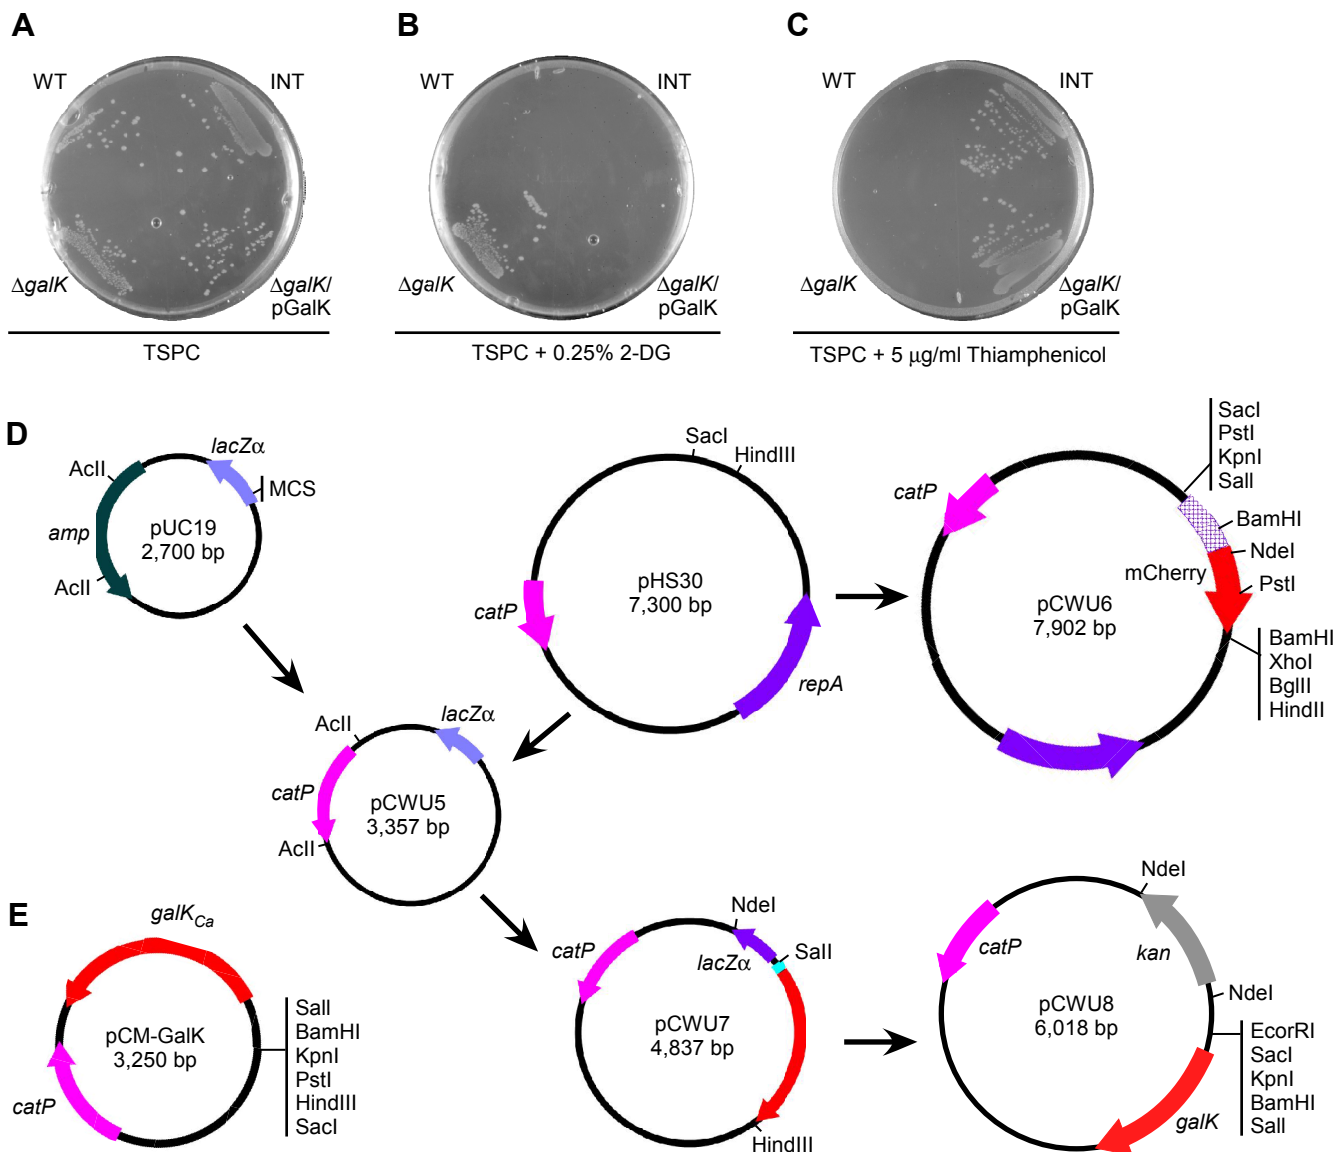 A
B
C
WT
INT
WT
INT
WT
INT
ΔgalK
ΔgalK/
pGalK
ΔgalK
ΔgalK/
pGalK
ΔgalK
ΔgalK/
pGalK
TSPC
TSPC + 0.25% 2-DG
TSPC + 5 μg/ml Thiamphenicol
D
AclI
lacZα
MCS
amp
pUC19
2,700 bp
AclI
SacI
HindIII
pHS30
7,300 bp
catP
repA
SacI
PstI
KpnI
SalI
catP
BamHI
NdeI
mCherry
PstI
pCWU6
7,902 bp
BamHI
XhoI
BglII
HindII
AclI
lacZα
catP
pCWU5
3,357 bp
AclI
E
galKCa
pCM-GalK
3,250 bp
catP
SalI
BamHI
KpnI
PstI
HindIII
SacI
NdeI
catP
lacZα
SalI
pCWU7
4,837 bp
HindIII
NdeI
catP
kan
NdeI
pCWU8
6,018 bp
EcorRI
SacI
KpnI
BamHI
SalI
galK